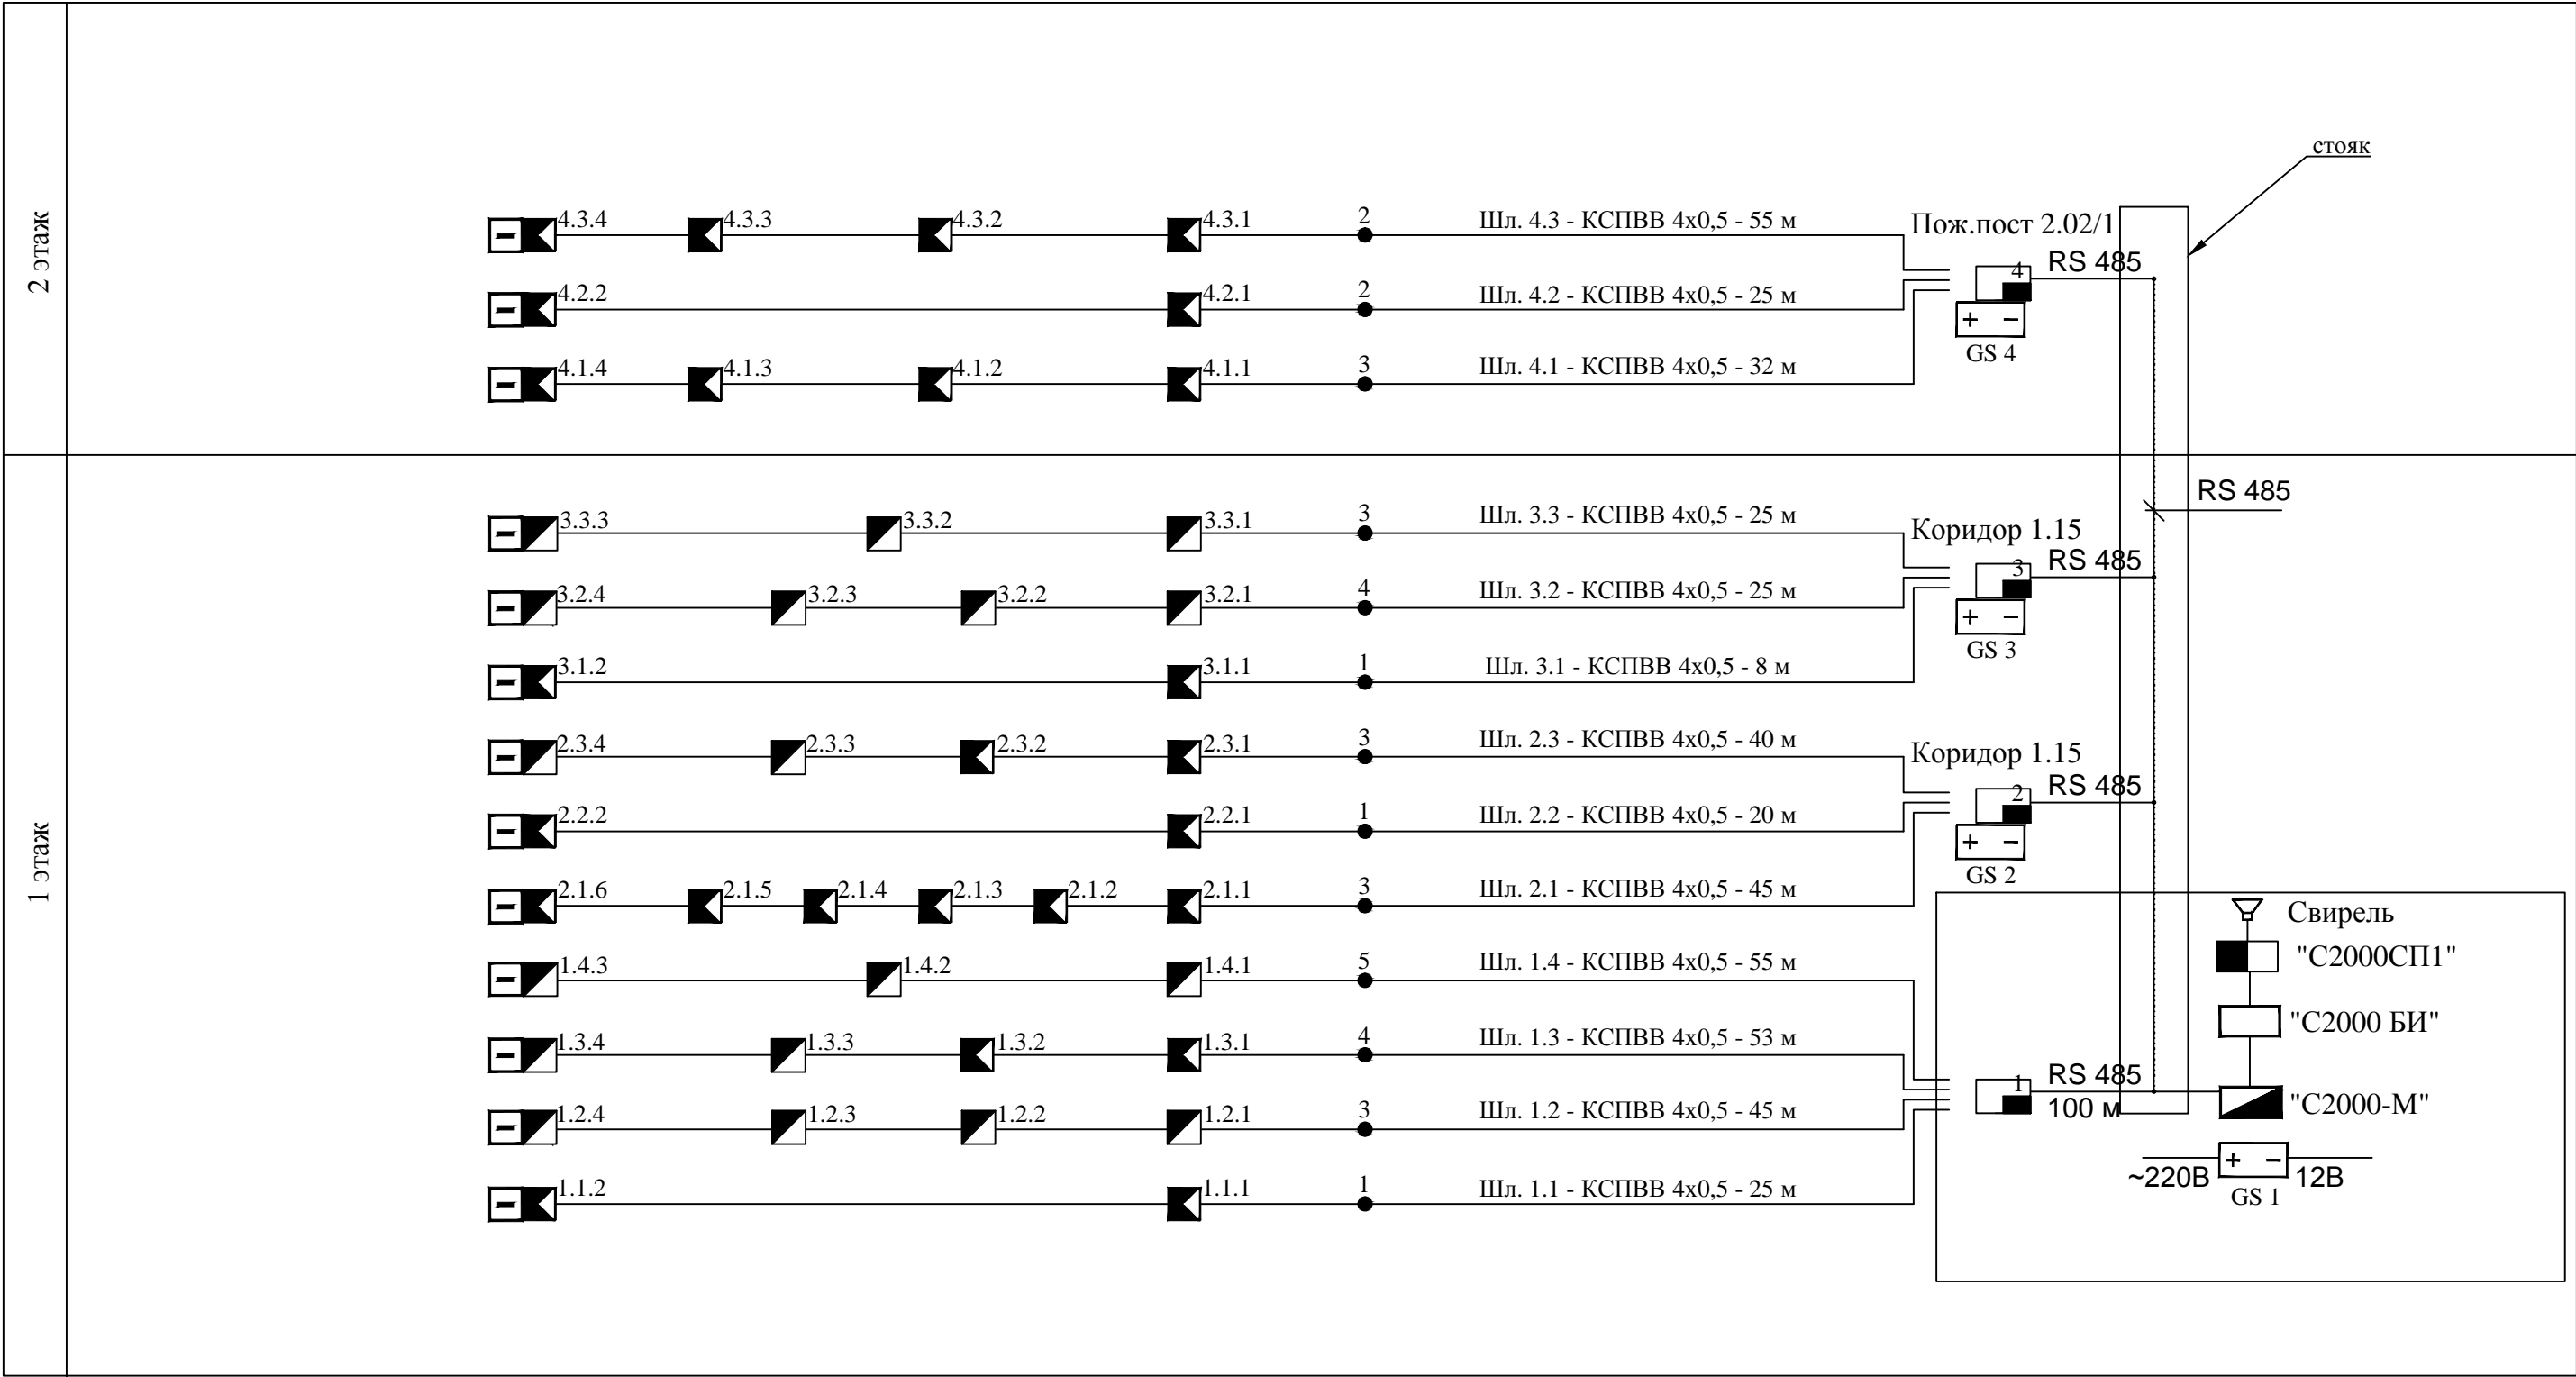 2 этаж
стояк
4.3.4 4.3.3 4.3.2 4.3.1 2 Шл. 4.3 - КСПВВ 4х0,5 - 55 м
Пож.пост 2.02/1
4 RS 485
4.2.2 4.2.1 2 Шл. 4.2 - КСПВВ 4х0,5 - 25 м
+ −
GS 4
4.1.4 4.1.3 4.1.2 4.1.1 3 Шл. 4.1 - КСПВВ 4х0,5 - 32 м
1 этаж
RS 485
3.3.3 3.3.2 3.3.1 3 Шл. 3.3 - КСПВВ 4х0,5 - 25 м
Коридор 1.15
3 RS 485
3.2.4 3.2.3 3.2.2 3.2.1 4 Шл. 3.2 - КСПВВ 4х0,5 - 25 м
+ −
GS 3
3.1.2 3.1.1 1 Шл. 3.1 - КСПВВ 4х0,5 - 8 м
2.3.4 2.3.3 2.3.2 2.3.1 3 Шл. 2.3 - КСПВВ 4х0,5 - 40 м
Коридор 1.15
2 RS 485
2.2.2 2.2.1 1 Шл. 2.2 - КСПВВ 4х0,5 - 20 м
+ −
GS 2
2.1.6 2.1.5 2.1.4 2.1.3 2.1.2 2.1.1 3 Шл. 2.1 - КСПВВ 4х0,5 - 45 м
Свирель
"С2000СП1"
1.4.3 1.4.2 1.4.1 5 Шл. 1.4 - КСПВВ 4х0,5 - 55 м
"С2000 БИ"
1.3.4 1.3.3 1.3.2 1.3.1 4 Шл. 1.3 - КСПВВ 4х0,5 - 53 м
1 RS 485
100 м
"С2000-М"
1.2.4 1.2.3 1.2.2 1.2.1 3 Шл. 1.2 - КСПВВ 4х0,5 - 45 м
~220В + − 12В
GS 1
1.1.2 1.1.1 1 Шл. 1.1 - КСПВВ 4х0,5 - 25 м